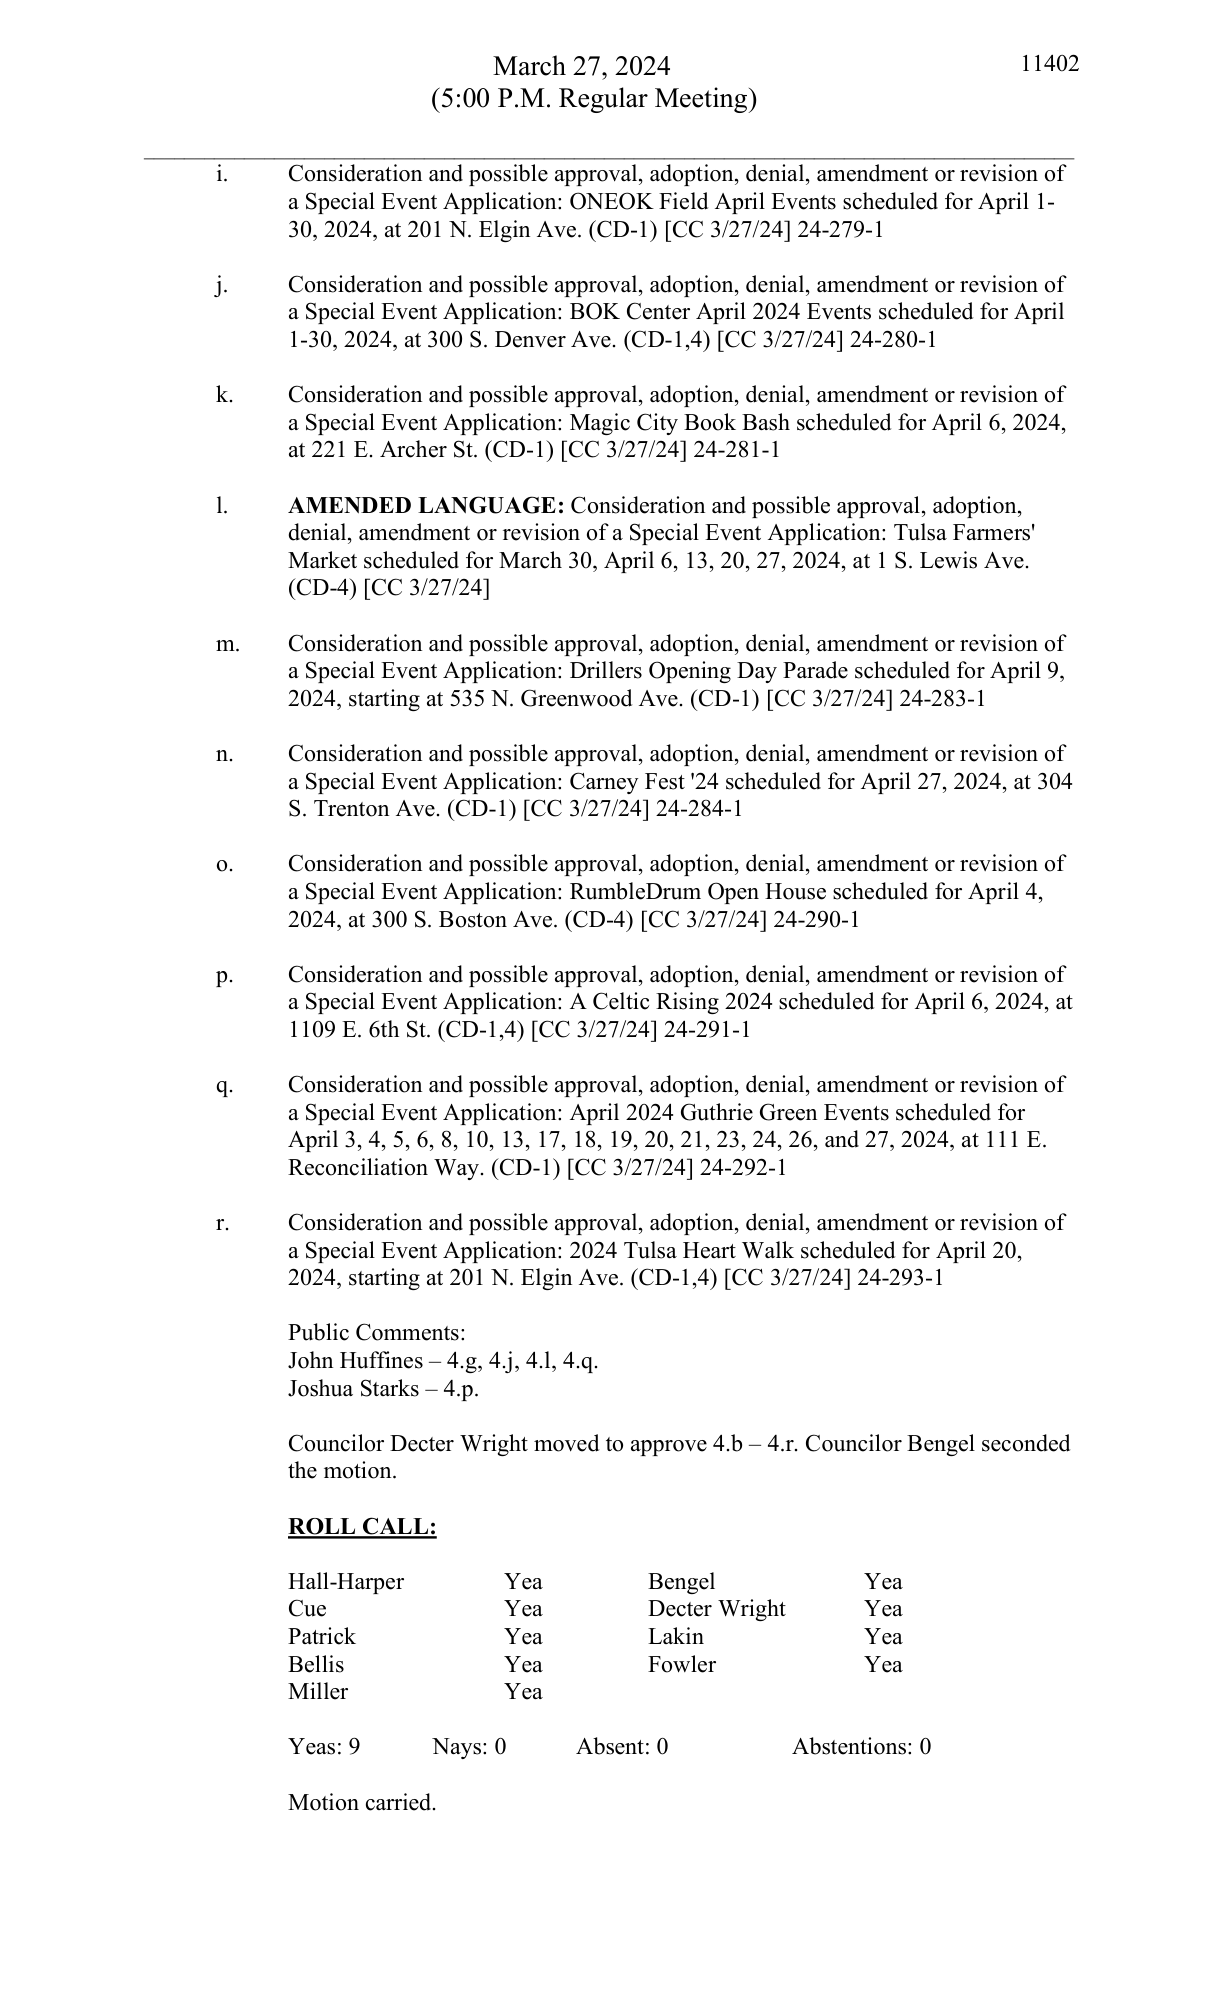 March 27, 2024
11402
(5:00 P.M. Regular Meeting)
i. Consideration and possible approval, adoption, denial, amendment or revision of
a Special Event Application: ONEOK Field April Events scheduled for April 1-
30, 2024, at 201 N. Elgin Ave. (CD-1) [CC 3/27/24] 24-279-1
j. Consideration and possible approval, adoption, denial, amendment or revision of
a Special Event Application: BOK Center April 2024 Events scheduled for April
1-30, 2024, at 300 S. Denver Ave. (CD-1,4) [CC 3/27/24] 24-280-1
k. Consideration and possible approval, adoption, denial, amendment or revision of
a Special Event Application: Magic City Book Bash scheduled for April 6, 2024,
at 221 E. Archer St. (CD-1) [CC 3/27/24] 24-281-1
l. AMENDED LANGUAGE: Consideration and possible approval, adoption,
denial, amendment or revision of a Special Event Application: Tulsa Farmers'
Market scheduled for March 30, April 6, 13, 20, 27, 2024, at 1 S. Lewis Ave.
(CD-4) [CC 3/27/24]
m. Consideration and possible approval, adoption, denial, amendment or revision of
a Special Event Application: Drillers Opening Day Parade scheduled for April 9,
2024, starting at 535 N. Greenwood Ave. (CD-1) [CC 3/27/24] 24-283-1
n. Consideration and possible approval, adoption, denial, amendment or revision of
a Special Event Application: Carney Fest '24 scheduled for April 27, 2024, at 304
S. Trenton Ave. (CD-1) [CC 3/27/24] 24-284-1
o. Consideration and possible approval, adoption, denial, amendment or revision of
a Special Event Application: RumbleDrum Open House scheduled for April 4,
2024, at 300 S. Boston Ave. (CD-4) [CC 3/27/24] 24-290-1
p. Consideration and possible approval, adoption, denial, amendment or revision of
a Special Event Application: A Celtic Rising 2024 scheduled for April 6, 2024, at
1109 E. 6th St. (CD-1,4) [CC 3/27/24] 24-291-1
q. Consideration and possible approval, adoption, denial, amendment or revision of
a Special Event Application: April 2024 Guthrie Green Events scheduled for
April 3, 4, 5, 6, 8, 10, 13, 17, 18, 19, 20, 21, 23, 24, 26, and 27, 2024, at 111 E.
Reconciliation Way. (CD-1) [CC 3/27/24] 24-292-1
r. Consideration and possible approval, adoption, denial, amendment or revision of
a Special Event Application: 2024 Tulsa Heart Walk scheduled for April 20,
2024, starting at 201 N. Elgin Ave. (CD-1,4) [CC 3/27/24] 24-293-1
Public Comments:
John Huffines – 4.g, 4.j, 4.l, 4.q.
Joshua Starks – 4.p.
Councilor Decter Wright moved to approve 4.b – 4.r. Councilor Bengel seconded
the motion.
ROLL CALL:
Hall-Harper Yea Bengel Yea
Cue Yea Decter Wright Yea
Patrick Yea Lakin Yea
Bellis Yea Fowler Yea
Miller Yea
Yeas: 9 Nays: 0 Absent: 0 Abstentions: 0
Motion carried.